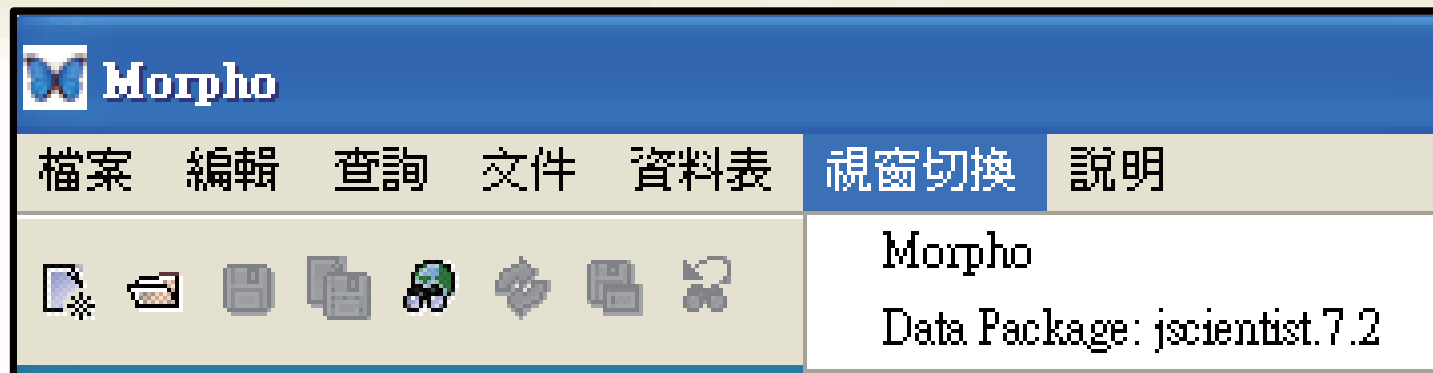 Morpho
檔案 編輯 查詢 文件 資料表 視窗切換 說明
Morpho
Data Package: jscientist.7.2